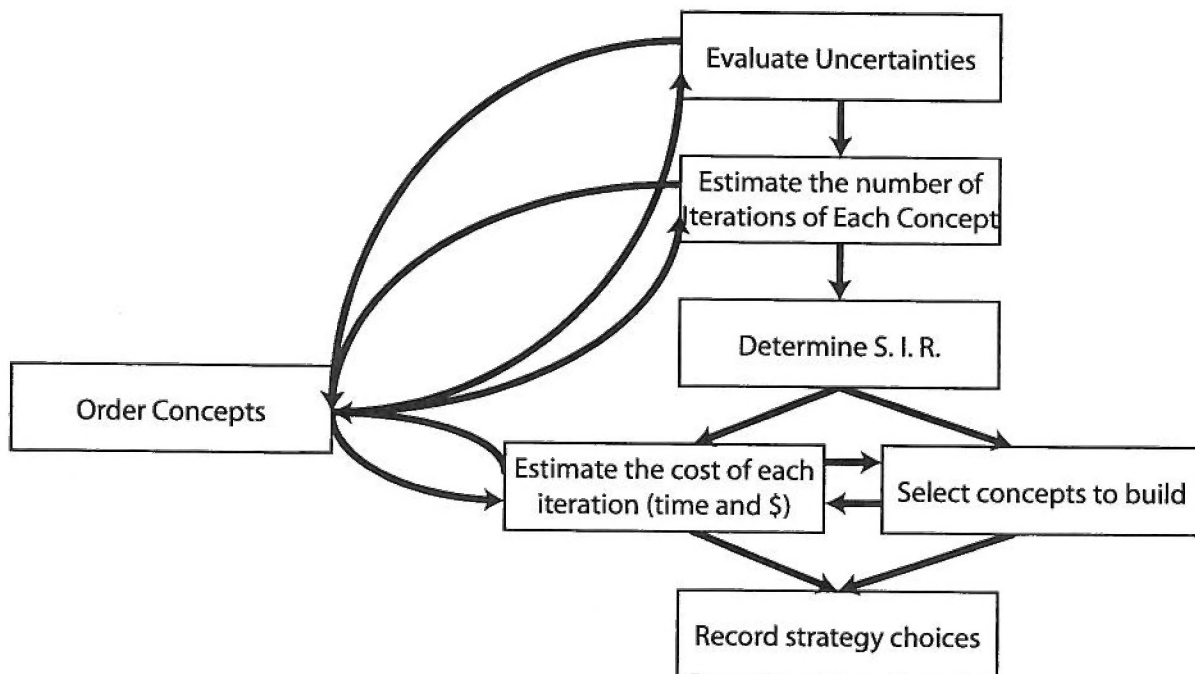 Evaluate Uncertainties
Estimate the number of
Iterations of Each Concept
Determine S. I. R.
Order Concepts
Estimate the cost of each
iteration (time and $)
Select concepts to build
Record strategy choices